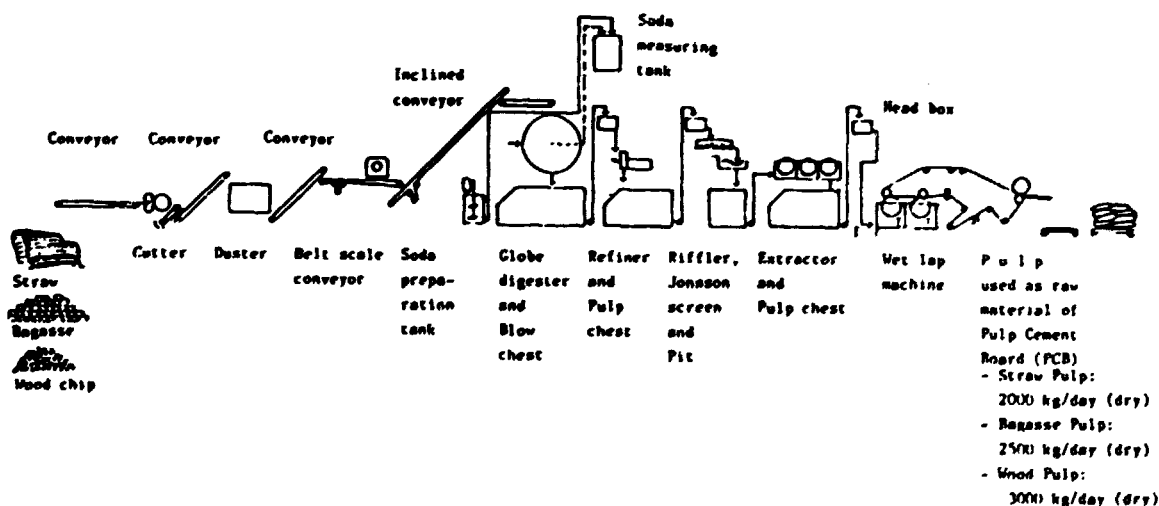 Soda
measuring
tank
Inclined
conveyor
Head box
Conveyor
Conveyor
Conveyor
Cutter
Duster
Belt scale
conveyor
Soda
prepa-
ration
tank
Globe
digester
and
Blow
chest
Refiner
and
Pulp
chest
Riffler,
Jonsson
screen
and
Pit
Extractor
and
Pulp chest
Wet lap
machine
Pulp
used as raw
material of
Pulp Cement
Board (PCB)
- Straw Pulp:
2000 kg/day (dry)
- Bagasse Pulp:
2500 kg/day (dry)
- Wood Pulp:
3000 kg/day (dry)
Straw
Bagasse
Wood chip